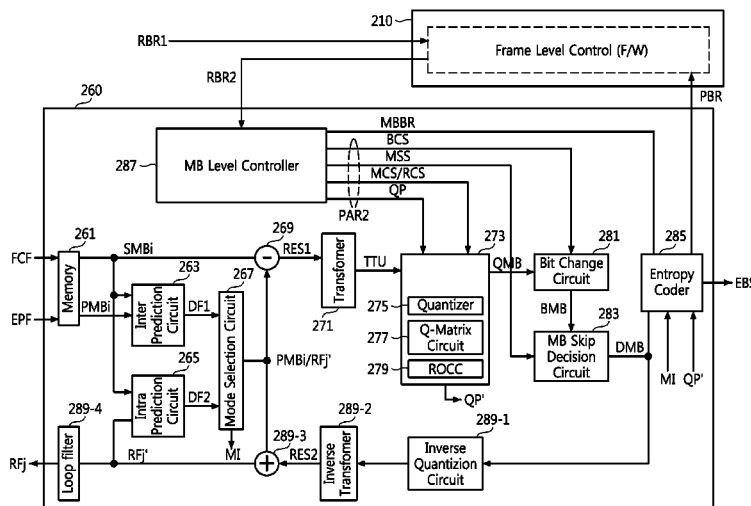 210
RBR1
Frame Level Control (F/W)
RBR2
PBR
260
MBBR
BCS
MSS
MCS/RCS
QP
287
MB Level Controller
PAR2
269
FCF
261
SMBi
RES1
Memory
EPF
PMBi
263
Inter
Prediction
Circuit
DF1
267
Mode Selection Circuit
265
Intra
Prediction
Circuit
DF2
PMBi/RFj'
MI
Transfomer
271
TTU
273
275
Quantizer
277
Q-Matrix
Circuit
279
ROCC
QP'
QMB
281
Bit Change
Circuit
BMB
283
MB Skip
Decision
Circuit
DMB
285
Entropy
Coder
EBS
MI
QP'
289-4
Loop filter
RFj
RFj'
289-3
RES2
289-2
Inverse
Transfomer
289-1
Inverse
Quantizion
Circuit